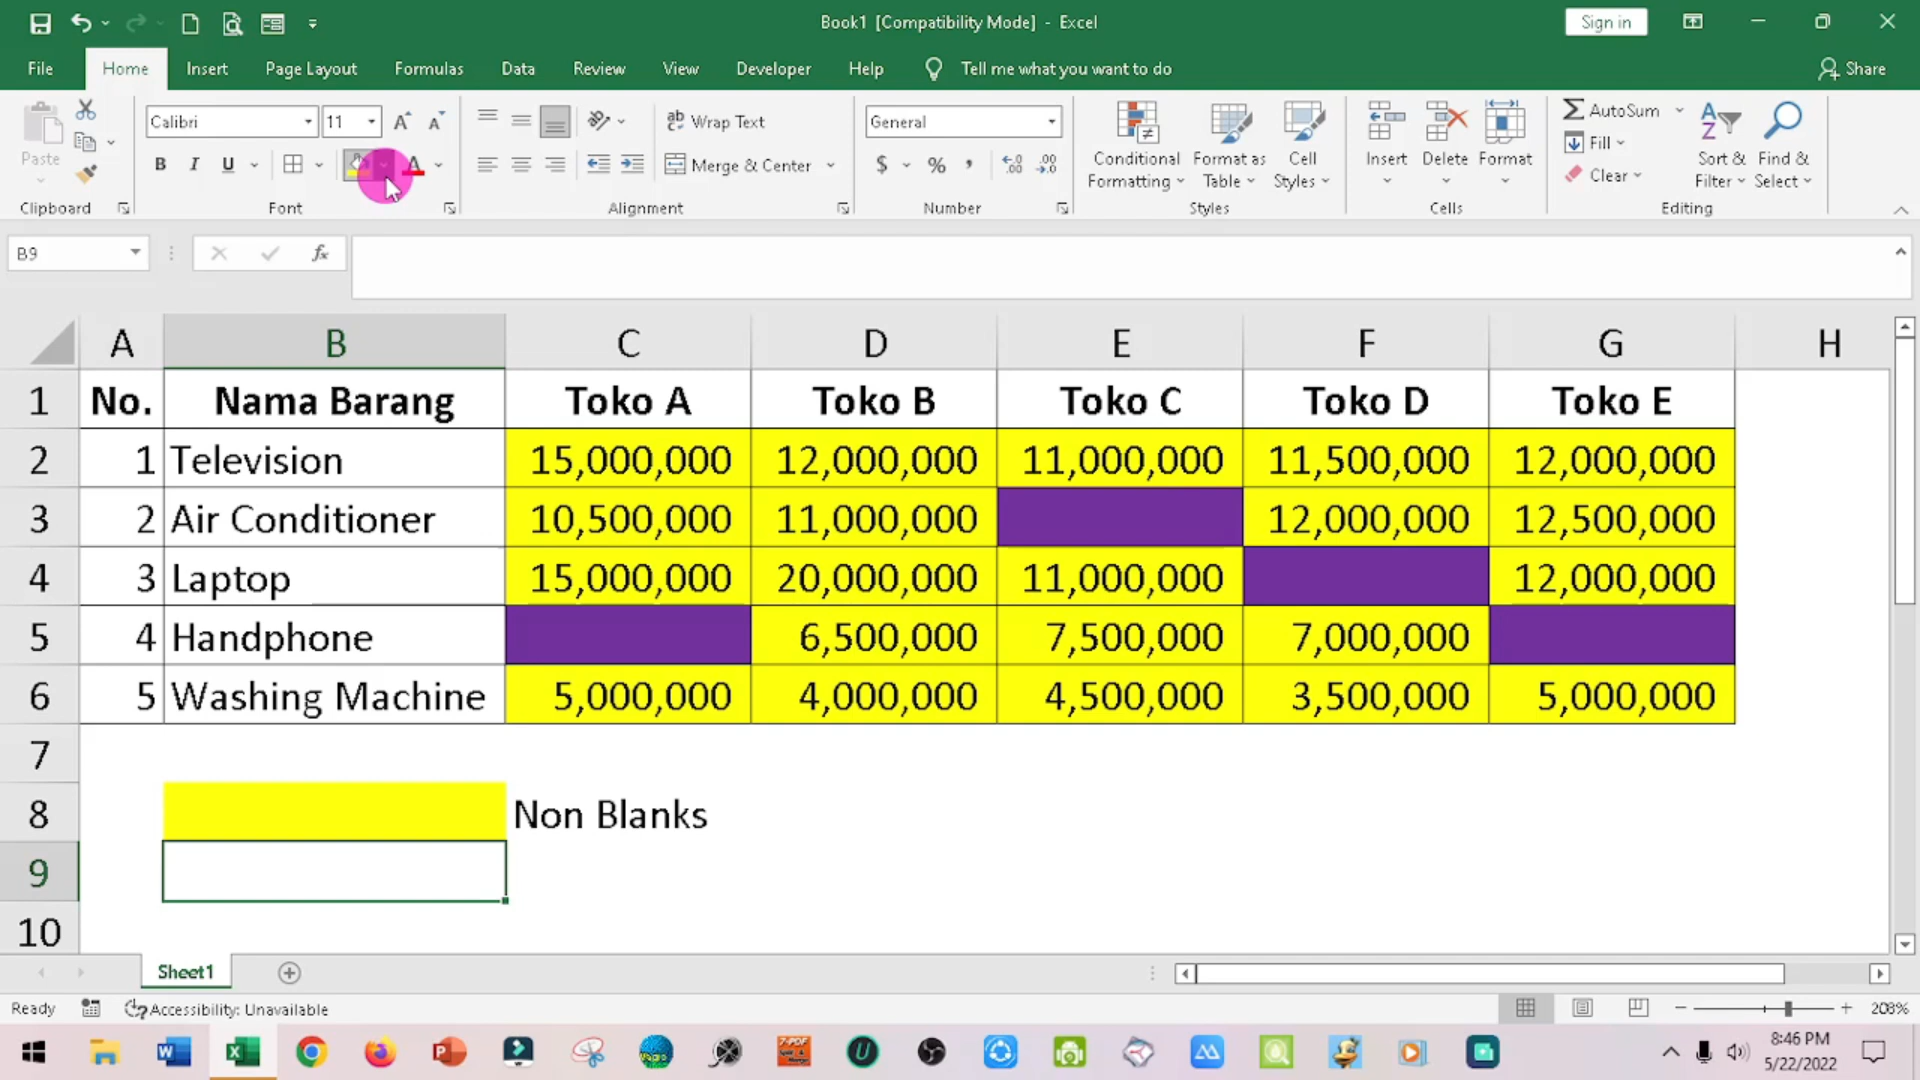 Book1 [Compatibility Mode] - Excel
Sign in
File Home Insert Page Layout Formulas Data Review View Developer Help Tell me what you want to do Share
Paste
Calibri 11
B I U A
ab Wrap Text
Merge & Center
General
$ % ,
Conditional Formatting
Format as Table
Cell Styles
Insert Delete Format
AutoSum
Fill
Clear
Sort & Filter
Find & Select
Clipboard Font Alignment Number Styles Cells Editing
B9 fx
A B C D E F G H
1 No. Nama Barang Toko A Toko B Toko C Toko D Toko E
2 1 Television 15,000,000 12,000,000 11,000,000 11,500,000 12,000,000
3 2 Air Conditioner 10,500,000 11,000,000 12,000,000 12,500,000
4 3 Laptop 15,000,000 20,000,000 11,000,000 12,000,000
5 4 Handphone 6,500,000 7,500,000 7,000,000
6 5 Washing Machine 5,000,000 4,000,000 4,500,000 3,500,000 5,000,000
7
8 Non Blanks
9
10
Sheet1
Ready Accessibility: Unavailable 208%
8:46 PM
5/22/2022